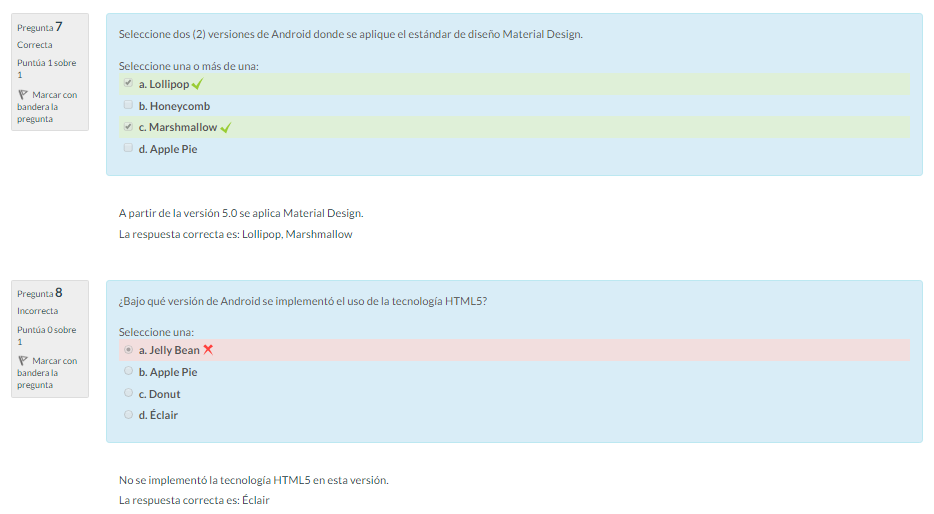 Pregunta 7
Correcta
Puntúa 1 sobre
1
Marcar con
bandera la
pregunta
Seleccione dos (2) versiones de Android donde se aplique el estándar de diseño Material Design.
Seleccione una o más de una:
a. Lollipop
b. Honeycomb
c. Marshmallow
d. Apple Pie
A partir de la versión 5.0 se aplica Material Design.
La respuesta correcta es: Lollipop, Marshmallow
Pregunta 8
Incorrecta
Puntúa 0 sobre
1
Marcar con
bandera la
pregunta
¿Bajo qué versión de Android se implementó el uso de la tecnología HTML5?
Seleccione una:
a. Jelly Bean
b. Apple Pie
c. Donut
d. Éclair
No se implementó la tecnología HTML5 en esta versión.
La respuesta correcta es: Éclair